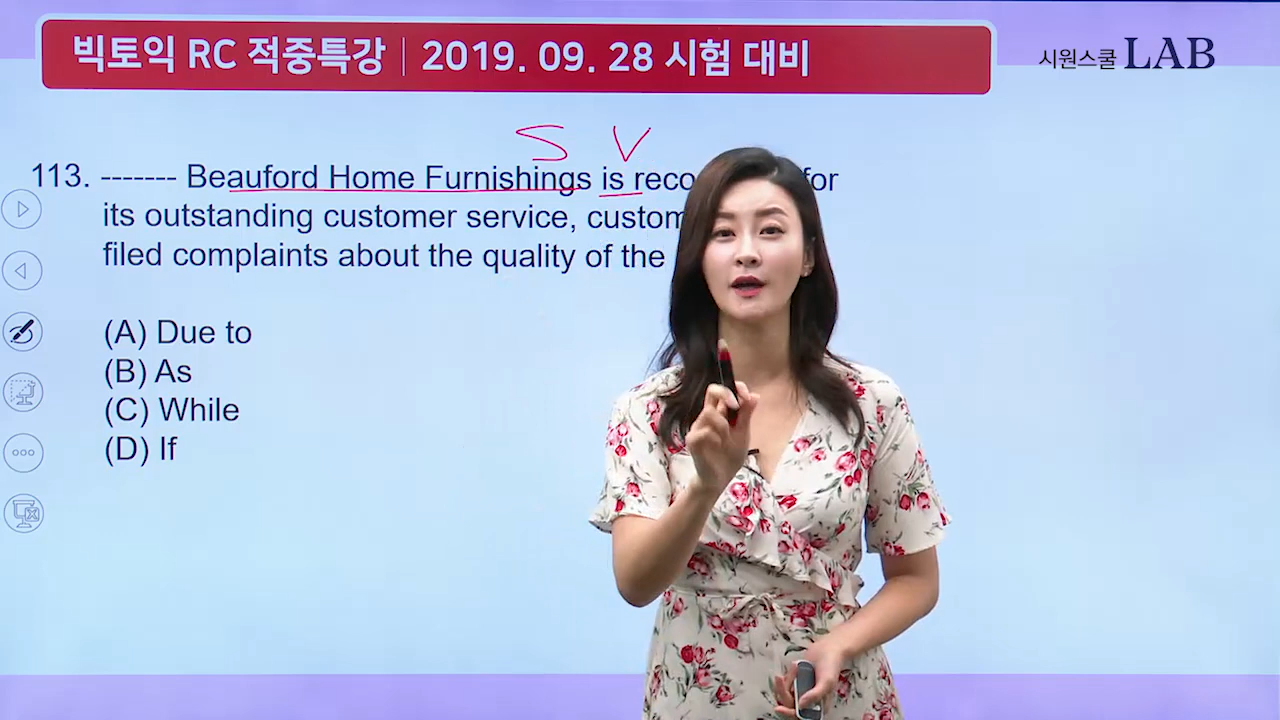 빅토익 RC 적중특강 | 2019. 09. 28 시험 대비
시원스쿨 LAB
S V
113. ------- Beauford Home Furnishings is for
its outstanding customer service,
filed complaints about the quality of the
(A) Due to
(B) As
(C) While
(D) If